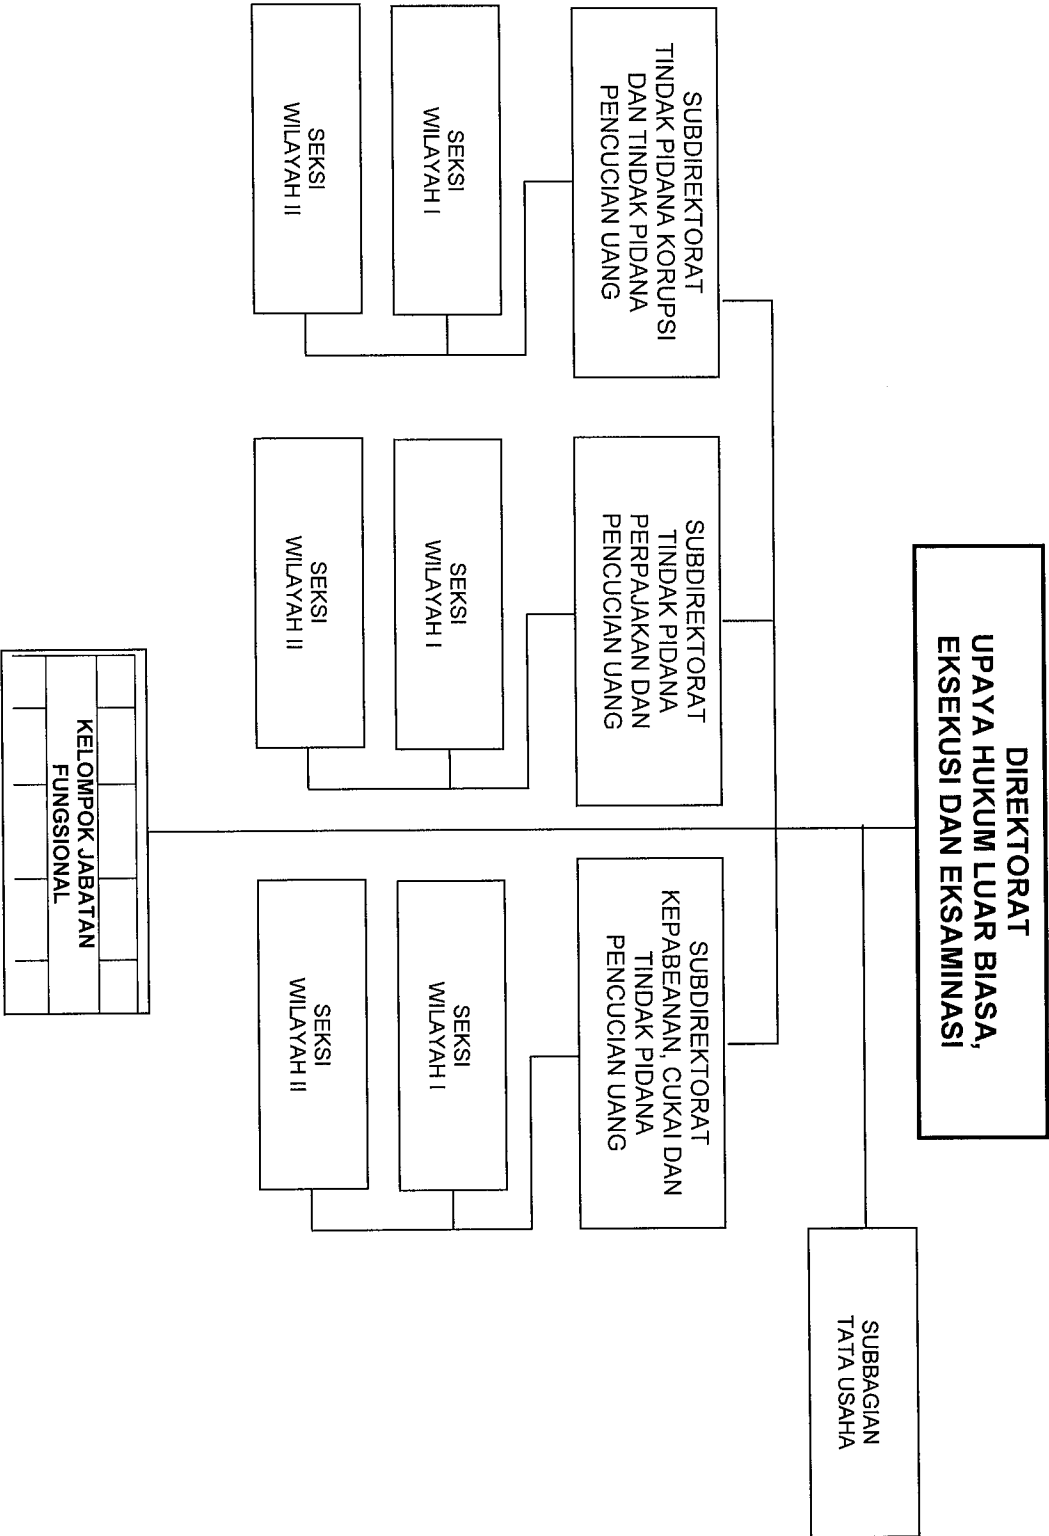 DIREKTORAT
UPAYA HUKUM LUAR BIASA,
EKSEKUSI DAN EKSAMINASI
SUBBAGIAN
TATA USAHA
SUBDIREKTORAT
TINDAK PIDANA KORUPSI
DAN TINDAK PIDANA
PENCUCIAN UANG
SUBDIREKTORAT
TINDAK PIDANA
PERPAJAKAN DAN
PENCUCIAN UANG
SUBDIREKTORAT
KEPABEANAN, CUKAI DAN
TINDAK PIDANA
PENCUCIAN UANG
SEKSI
WILAYAH I
SEKSI
WILAYAH I
SEKSI
WILAYAH I
SEKSI
WILAYAH II
SEKSI
WILAYAH II
SEKSI
WILAYAH II
KELOMPOK JABATAN
FUNGSIONAL